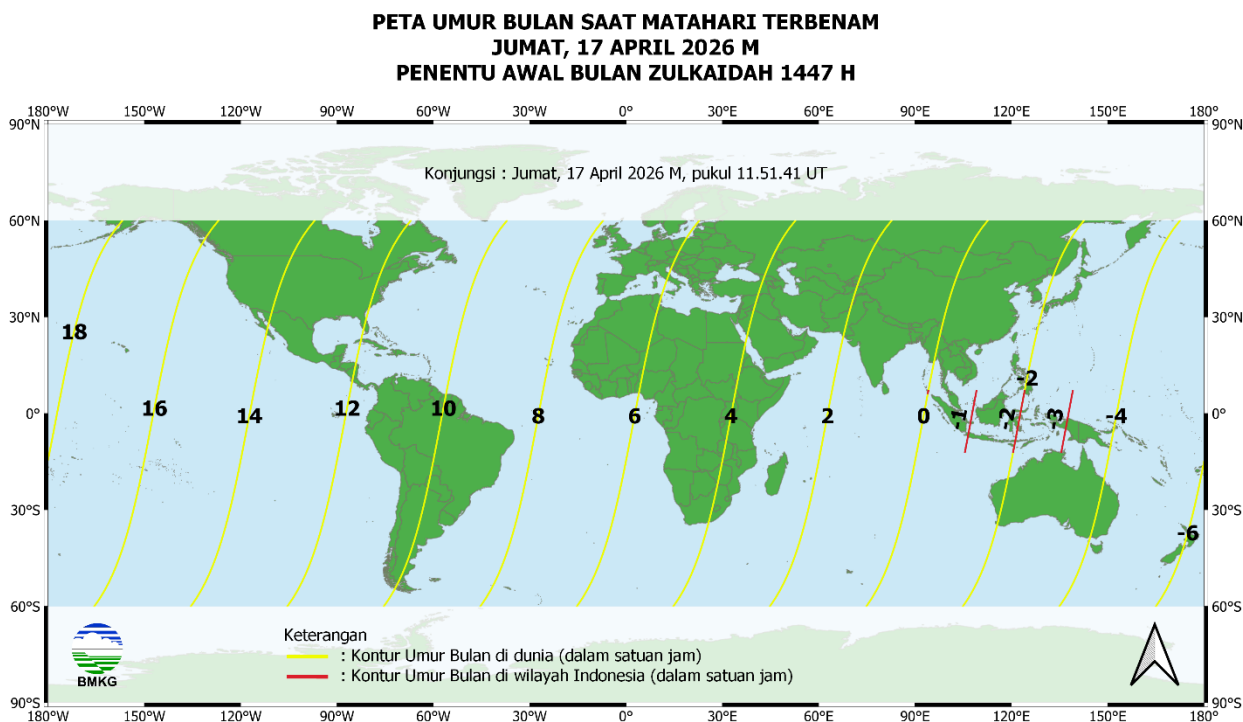 PETA UMUR BULAN SAAT MATAHARI TERBENAM
JUMAT, 17 APRIL 2026 M
PENENTU AWAL BULAN ZULKAIDAH 1447 H
180°W 150°W 120°W 90°W 60°W 30°W 0° 30°E 60°E 90°E 120°E 150°E 180°
90°N 90°N
Konjungsi : Jumat, 17 April 2026 M, pukul 11.51.41 UT
60°N 60°N
30°N 30°N
18
-2
0° 16 14 12 10 8 6 4 2 0 -1 -2 -3 -4 0°
30°S 30°S
-6
60°S 60°S
Keterangan
: Kontur Umur Bulan di dunia (dalam satuan jam)
: Kontur Umur Bulan di wilayah Indonesia (dalam satuan jam)
BMKG
90°S 90°S
180°W 150°W 120°W 90°W 60°W 30°W 0° 30°E 60°E 90°E 120°E 150°E 180°